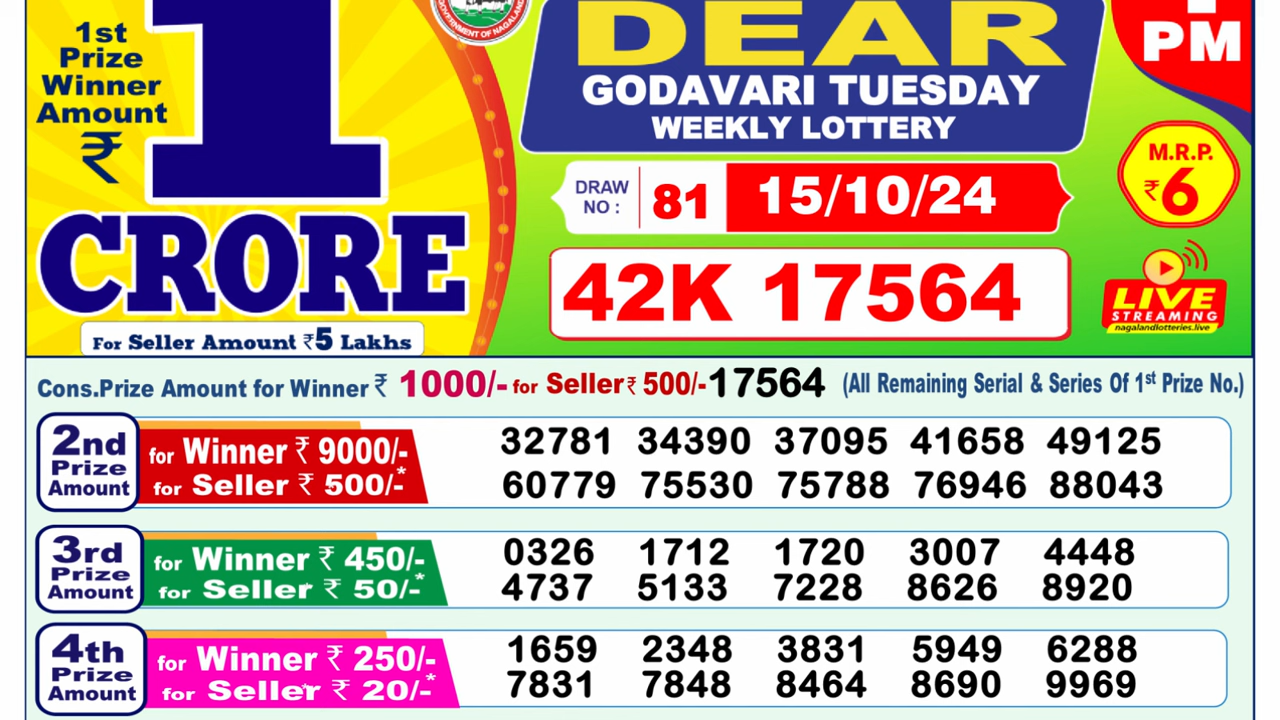 1
1st
Prize
Winner
Amount
₹
CRORE
For Seller Amount ₹5 Lakhs
GOVERNMENT OF NAGALAND
DEAR
GODAVARI TUESDAY
WEEKLY LOTTERY
PM
DRAW
NO :
81
15/10/24
M.R.P.
₹6
42K 17564
LIVE
STREAMING
nagalandlotteries.live
Cons.Prize Amount for Winner ₹ 1000/- for Seller ₹ 500/- 17564 (All Remaining Serial & Series Of 1st Prize No.)
2nd
Prize
Amount
for Winner ₹ 9000/-
for Seller ₹ 500/-*
32781 34390 37095 41658 49125
60779 75530 75788 76946 88043
3rd
Prize
Amount
for Winner ₹ 450/-
for Seller ₹ 50/-*
0326 1712 1720 3007 4448
4737 5133 7228 8626 8920
4th
Prize
Amount
for Winner ₹ 250/-
for Seller ₹ 20/-*
1659 2348 3831 5949 6288
7831 7848 8464 8690 9969